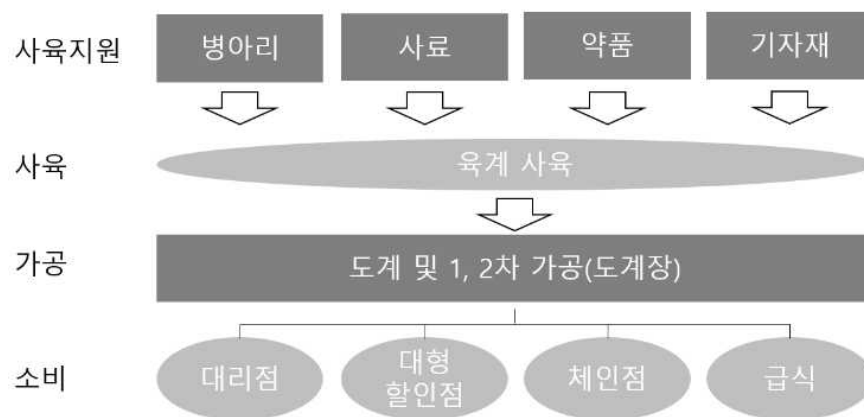 사육지원
병아리
사료
약품
기자재
사육
육계 사육
가공
도계 및 1, 2차 가공(도계장)
소비
대리점
대형
할인점
체인점
급식